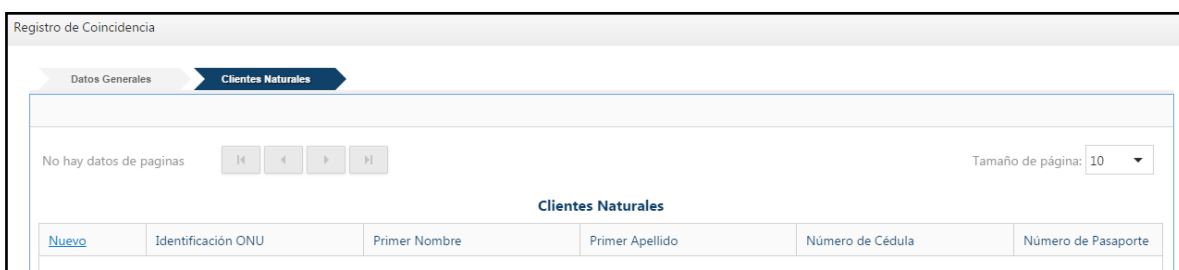 Registro de Coincidencia
Datos Generales Clientes Naturales
No hay datos de paginas Tamaño de página: 10
Clientes Naturales
Nuevo Identificación ONU Primer Nombre Primer Apellido Número de Cédula Número de Pasaporte